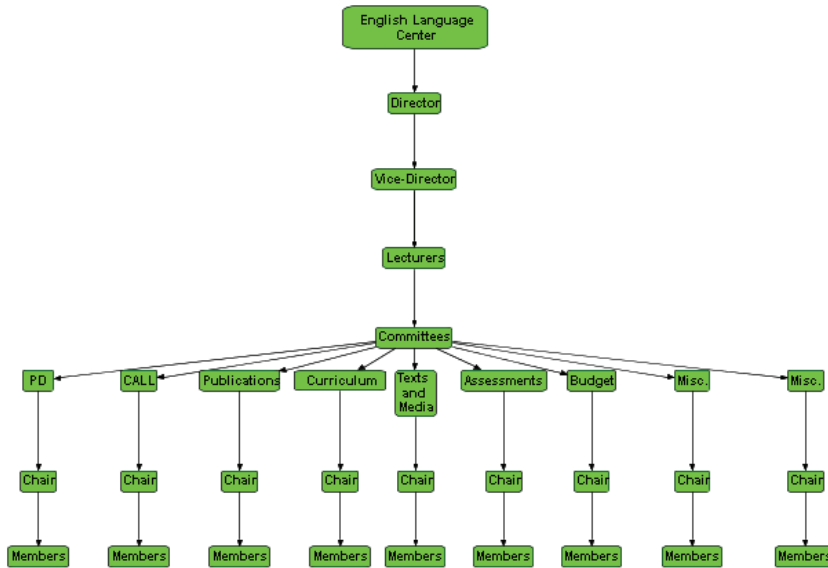 English Language
Center
Director
Vice-Director
Lecturers
Committees
PD
CALL
Publications
Curriculum
Texts
and
Media
Assessments
Budget
Misc.
Misc.
Chair
Chair
Chair
Chair
Chair
Chair
Chair
Chair
Chair
Members
Members
Members
Members
Members
Members
Members
Members
Members